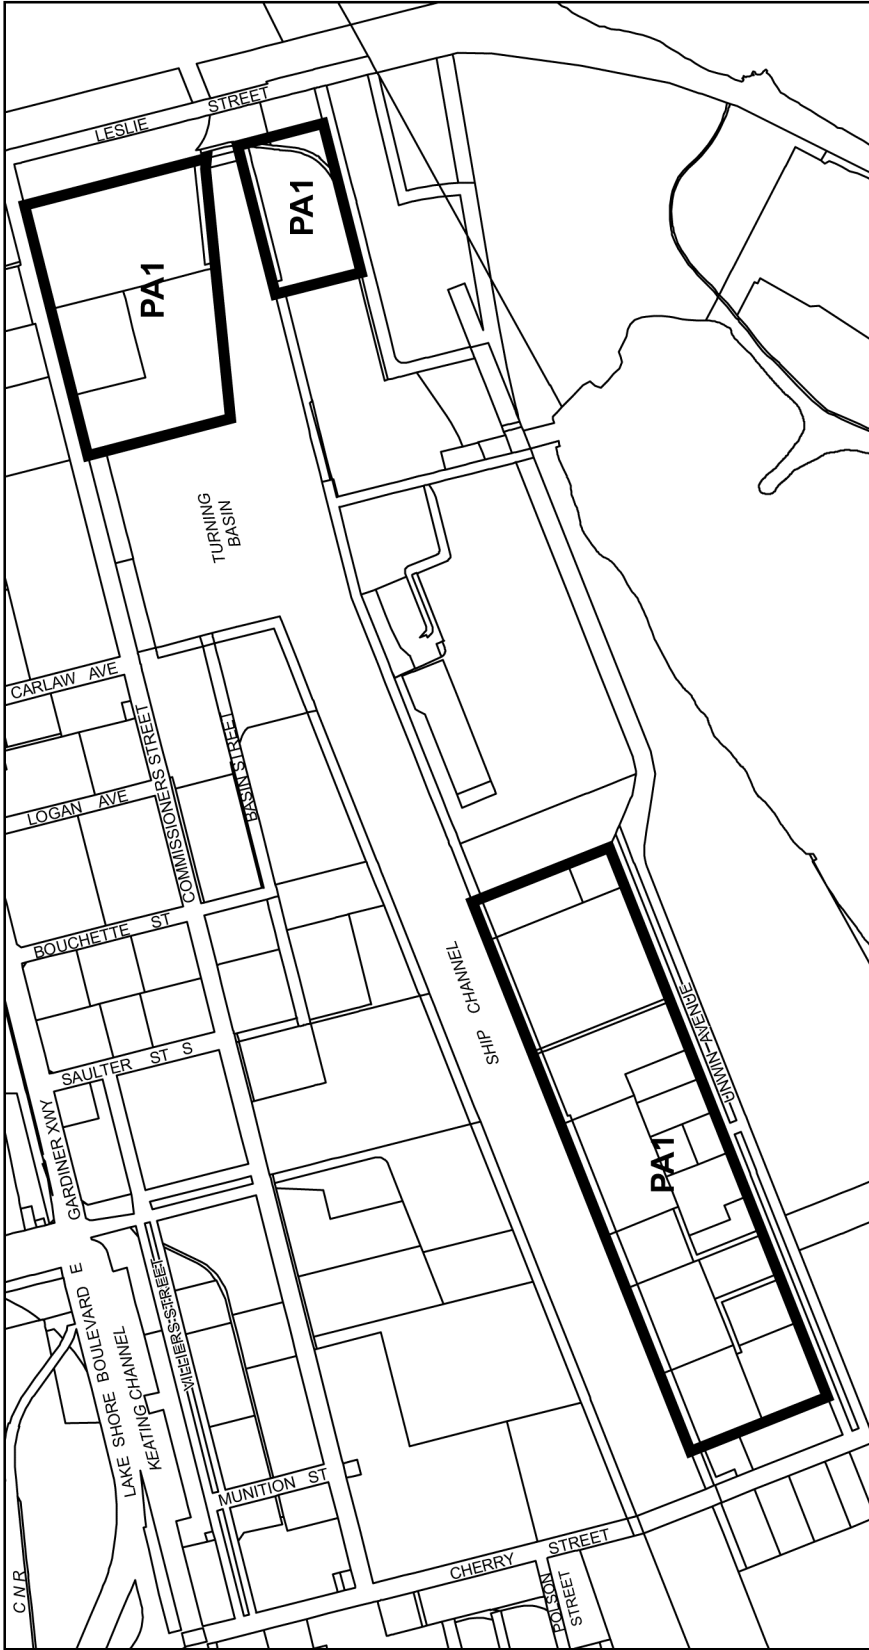 LESLIE STREET
PA1
PA1
TURNING
BASIN
CARLAW AVE
COMMISSIONERS STREET
BASIN STREET
LOGAN AVE
BOUCHETTE ST
SHIP CHANNEL
SAULTER ST S
GARDINER XWY
UNWIN AVENUE
PA1
LAKE SHORE BOULEVARD E
KEATING CHANNEL
VILLIERS STREET
MUNITION ST
CHERRY STREET
POLSON
STREET
CNR